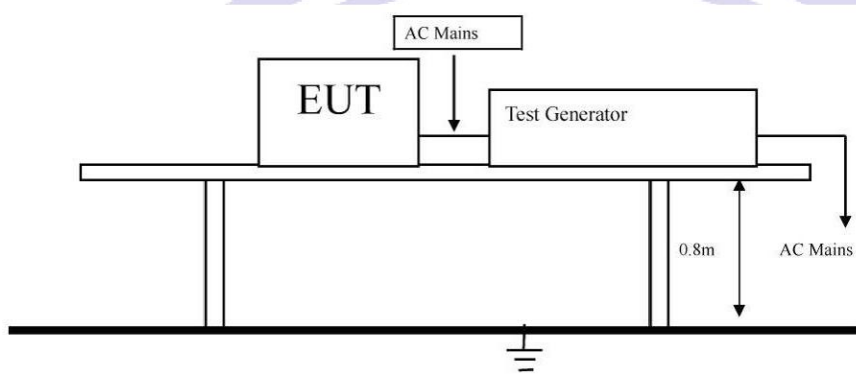 AC Mains
EUT
Test Generator
0.8m
AC Mains